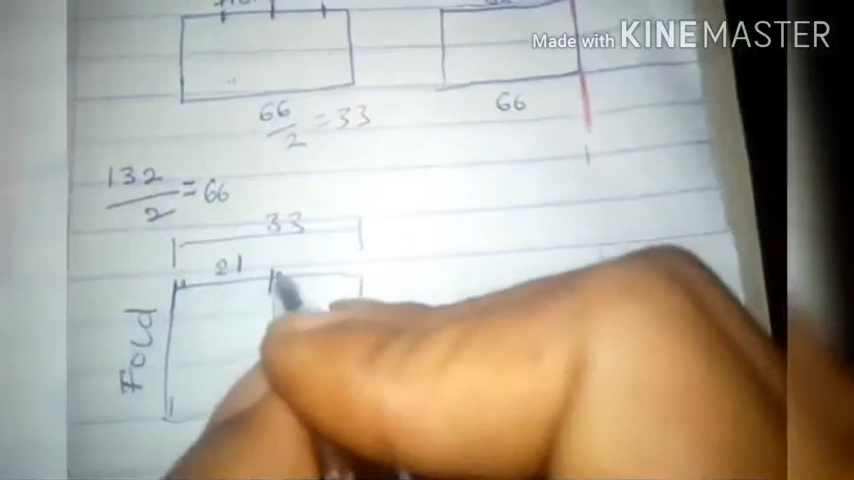 Made with KINEMASTER
66
66/2 = 33
132/2 = 66
33
21
Fold